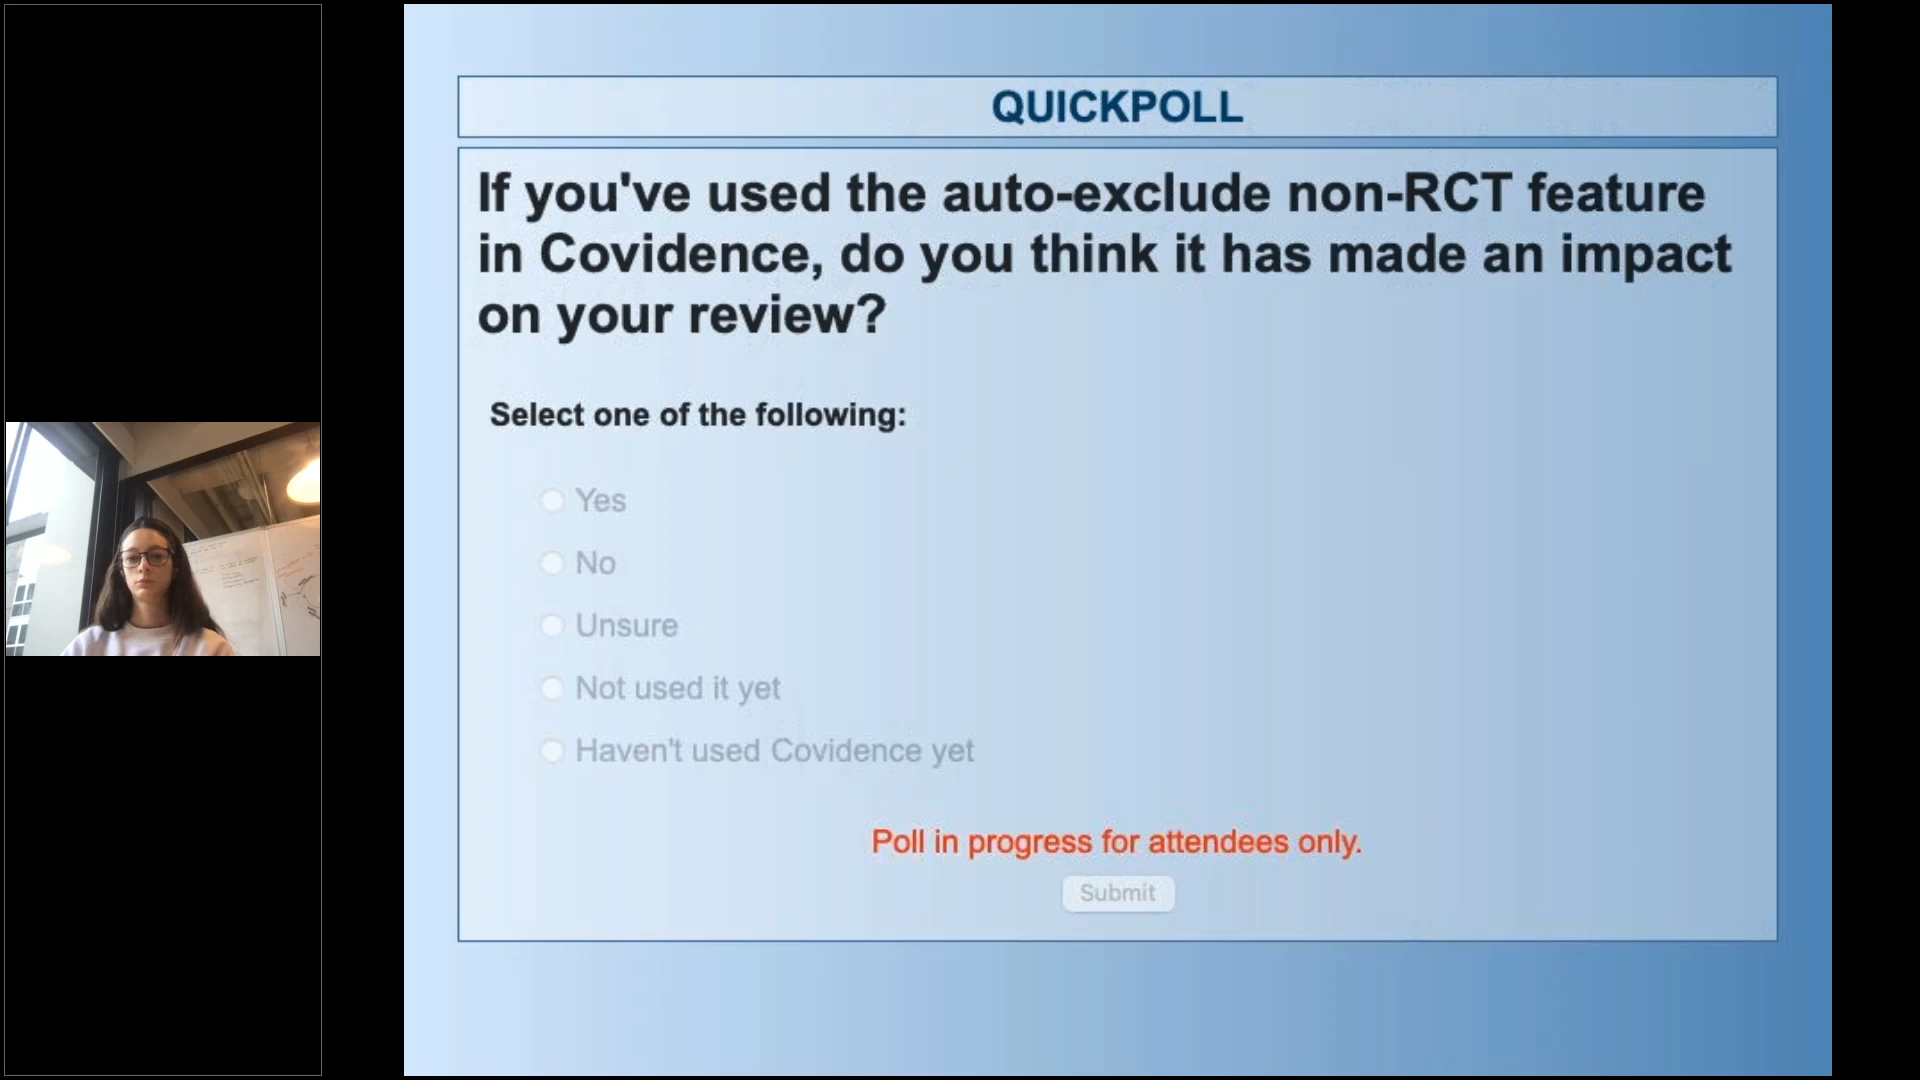 QUICKPOLL
If you've used the auto-exclude non-RCT feature
in Covidence, do you think it has made an impact
on your review?
Select one of the following:
Yes
No
Unsure
Not used it yet
Haven't used Covidence yet
Poll in progress for attendees only.
Submit